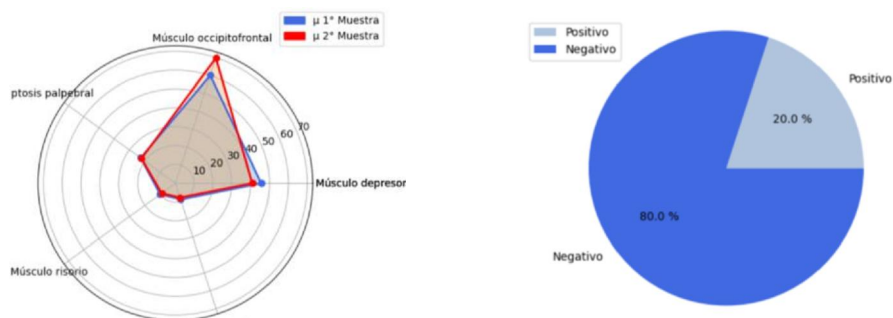 μ 1° Muestra
μ 2° Muestra
Músculo occipitofrontal
ptosis palpebral
70
60
50
40
30
20
10
Músculo depresor
Músculo risorio
Positivo
Negativo
Positivo
20.0 %
80.0 %
Negativo